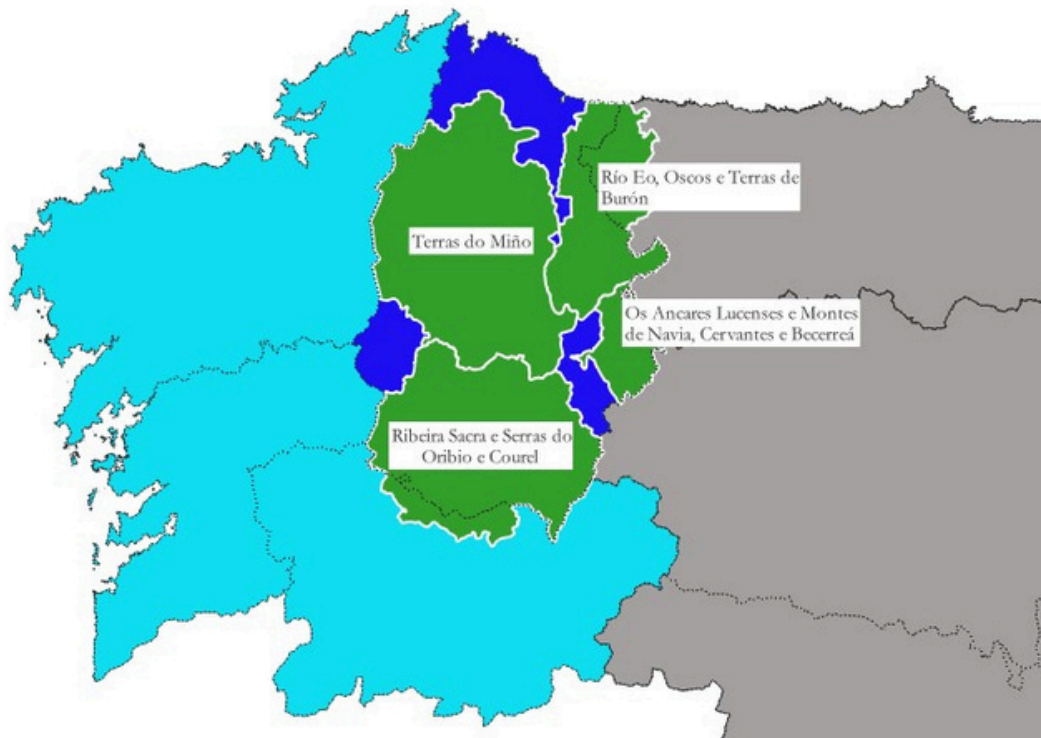 Río Eo, Oscos e Terras de
Burón
Terras do Miño
Os Ancares Lucenses e Montes
de Navia, Cervantes e Becerreá
Ribeira Sacra e Serras do
Oribio e Courel